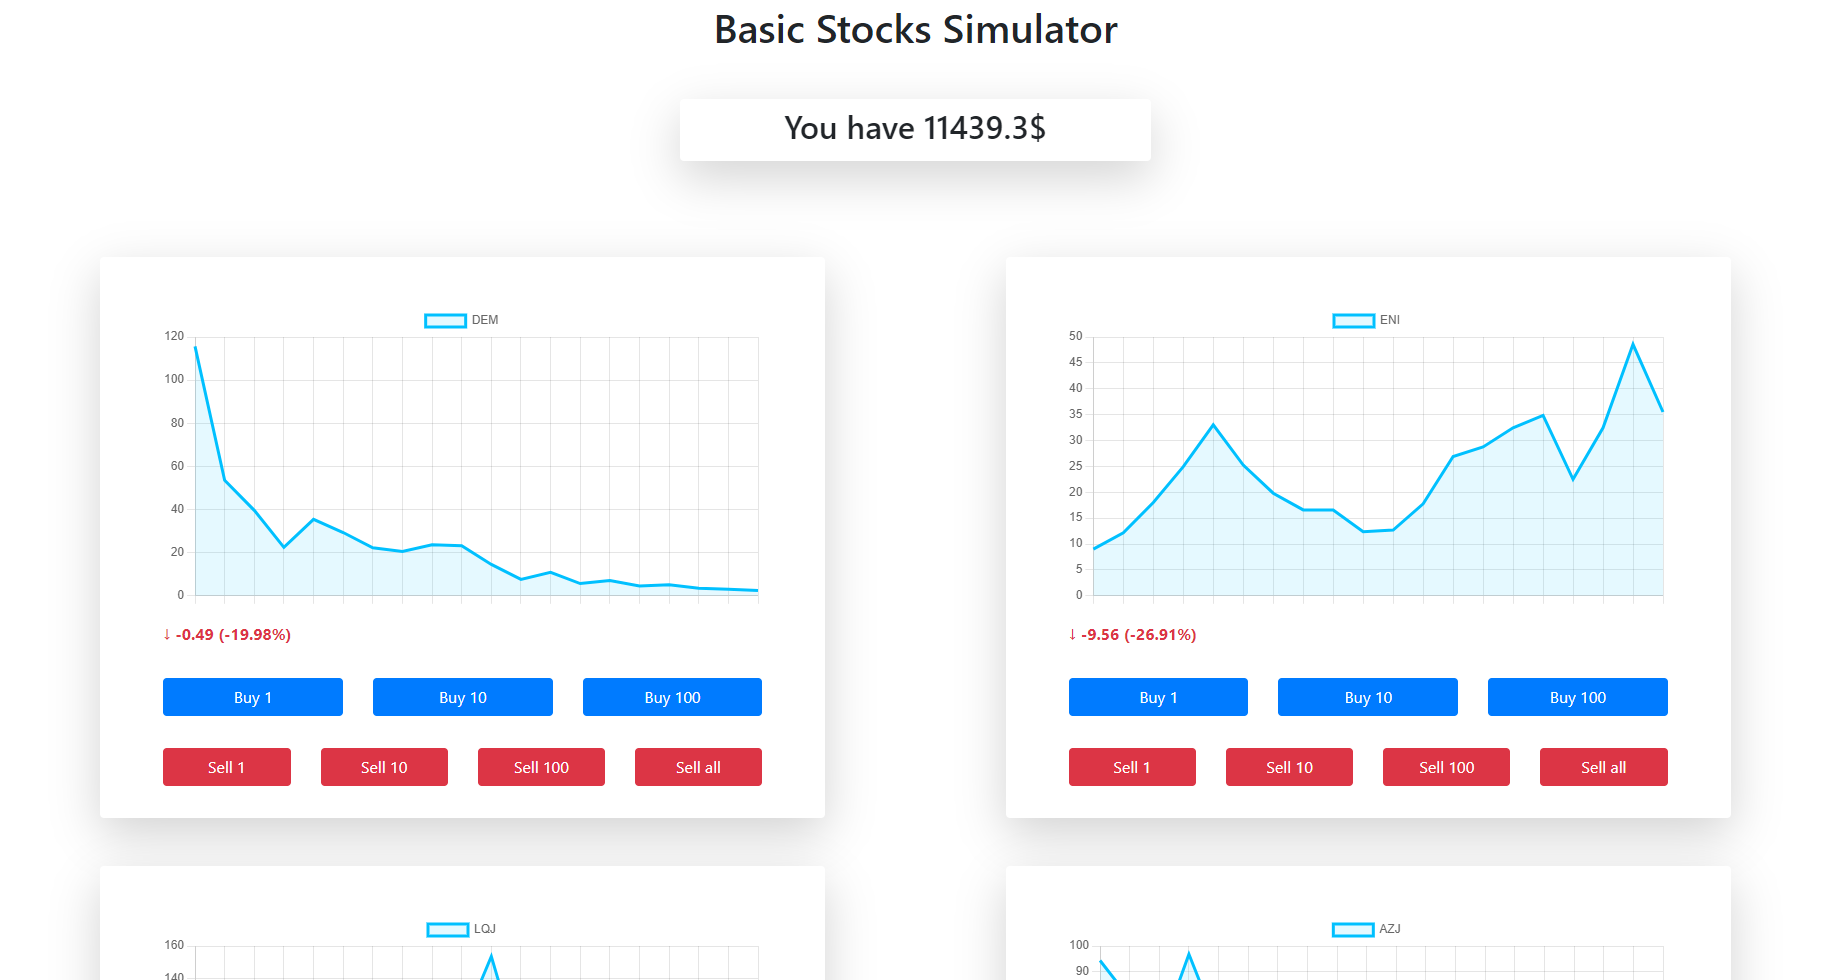 Basic Stocks Simulator
You have 11439.3$
DEM
120
100
80
60
40
20
0
↓ -0.49 (-19.98%)
Buy 1 Buy 10 Buy 100
Sell 1 Sell 10 Sell 100 Sell all
ENI
50
45
40
35
30
25
20
15
10
5
0
↓ -9.56 (-26.91%)
Buy 1 Buy 10 Buy 100
Sell 1 Sell 10 Sell 100 Sell all
LQJ
160
140
AZJ
100
90